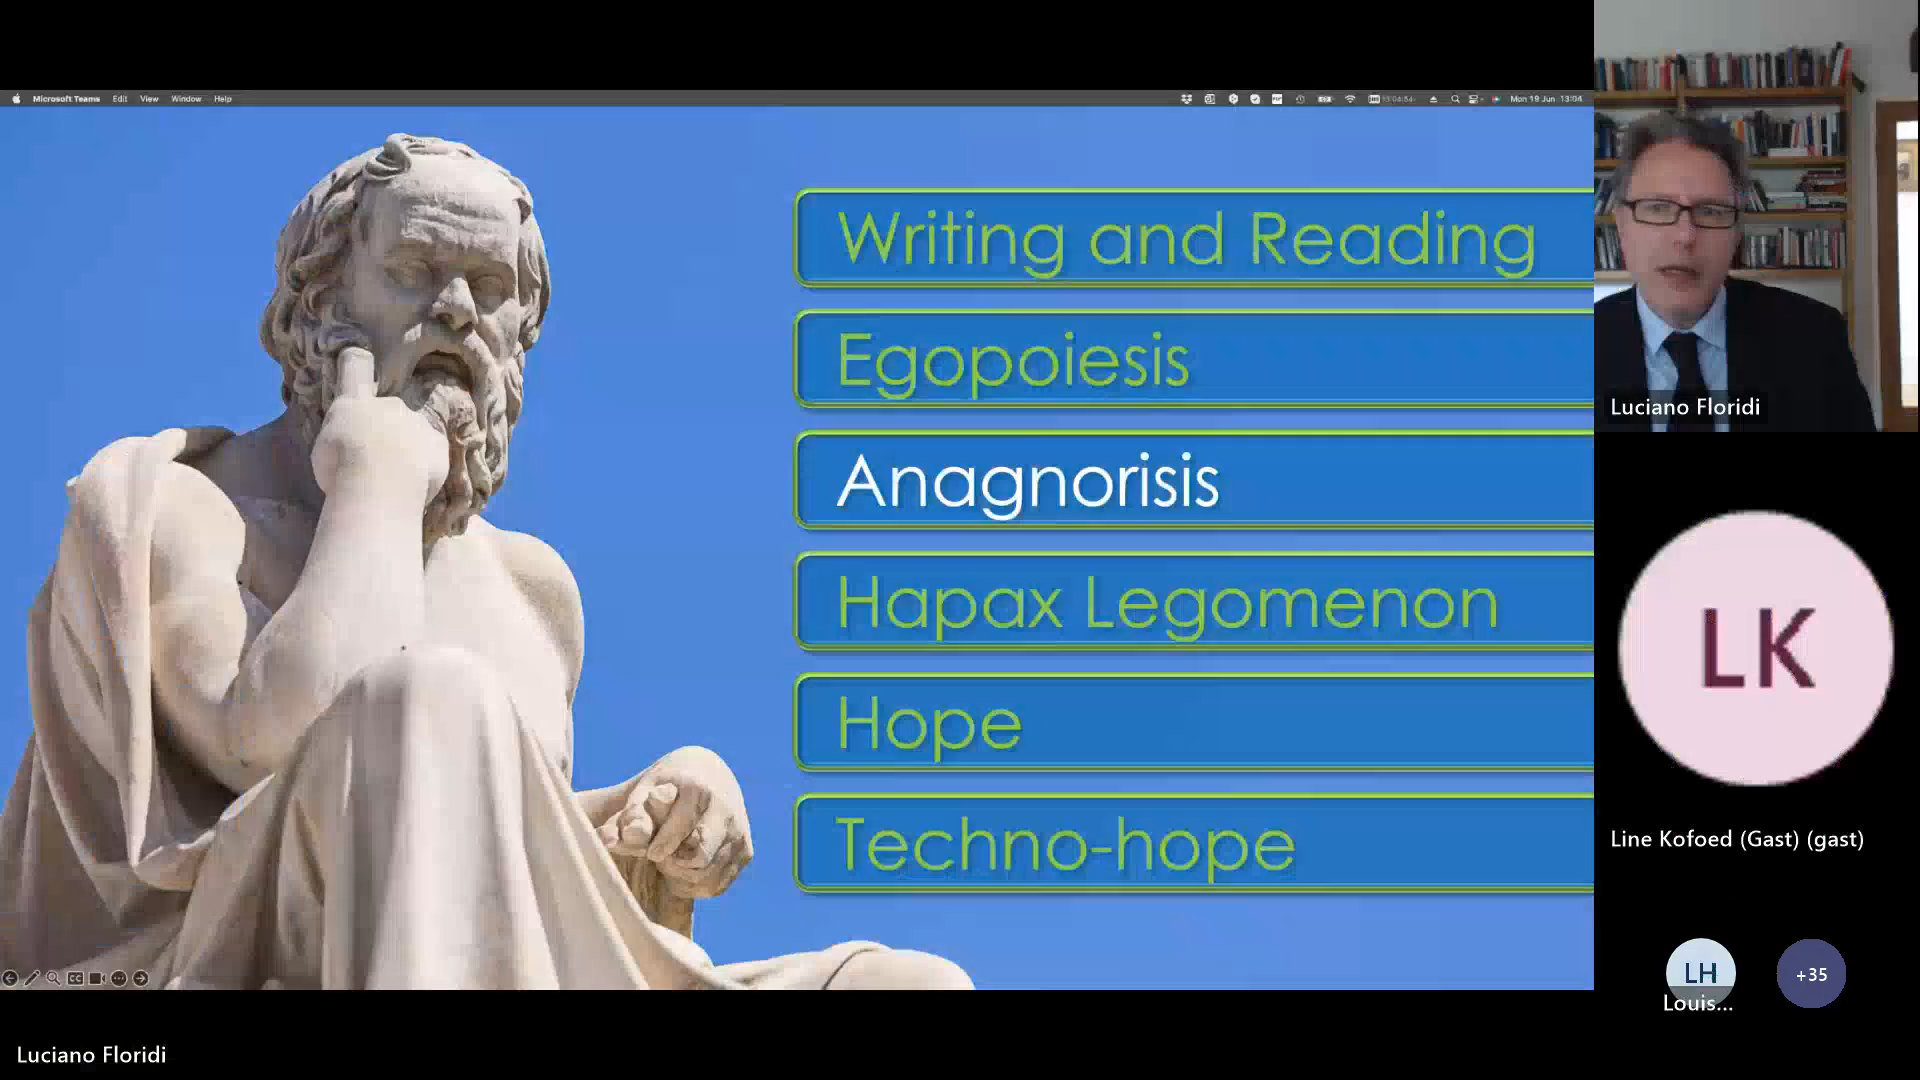 Microsoft Teams Edit View Window Help
Mon 19 Jun 13:04
Writing and Reading
Egopoiesis
Anagnorisis
Hapax Legomenon
Hope
Techno-hope
CC
Luciano Floridi
LK
Line Kofoed (Gast) (gast)
LH
Louis...
+35
Luciano Floridi